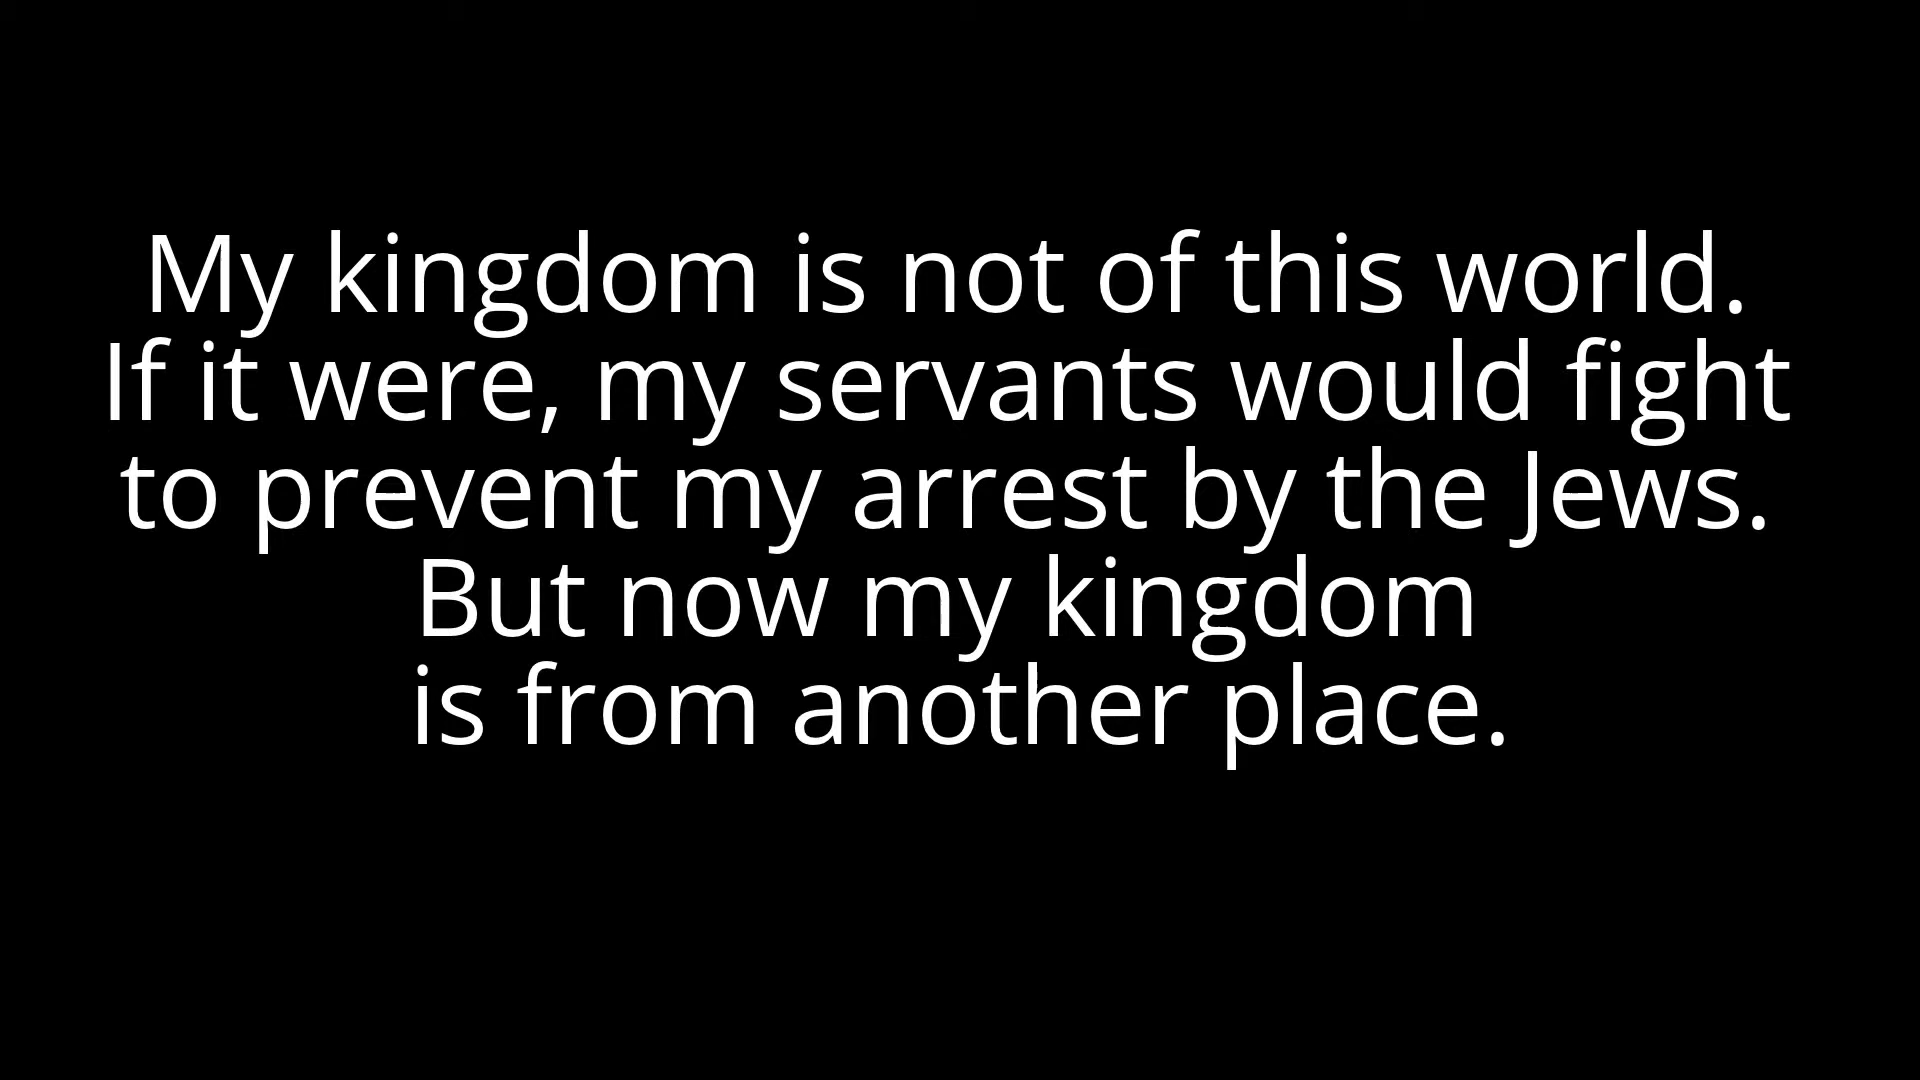 My kingdom is not of this world.
If it were, my servants would fight
to prevent my arrest by the Jews.
But now my kingdom
is from another place.